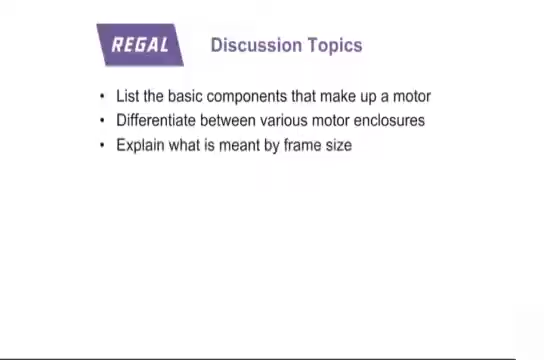 REGAL Discussion Topics
• List the basic components that make up a motor
• Differentiate between various motor enclosures
• Explain what is meant by frame size